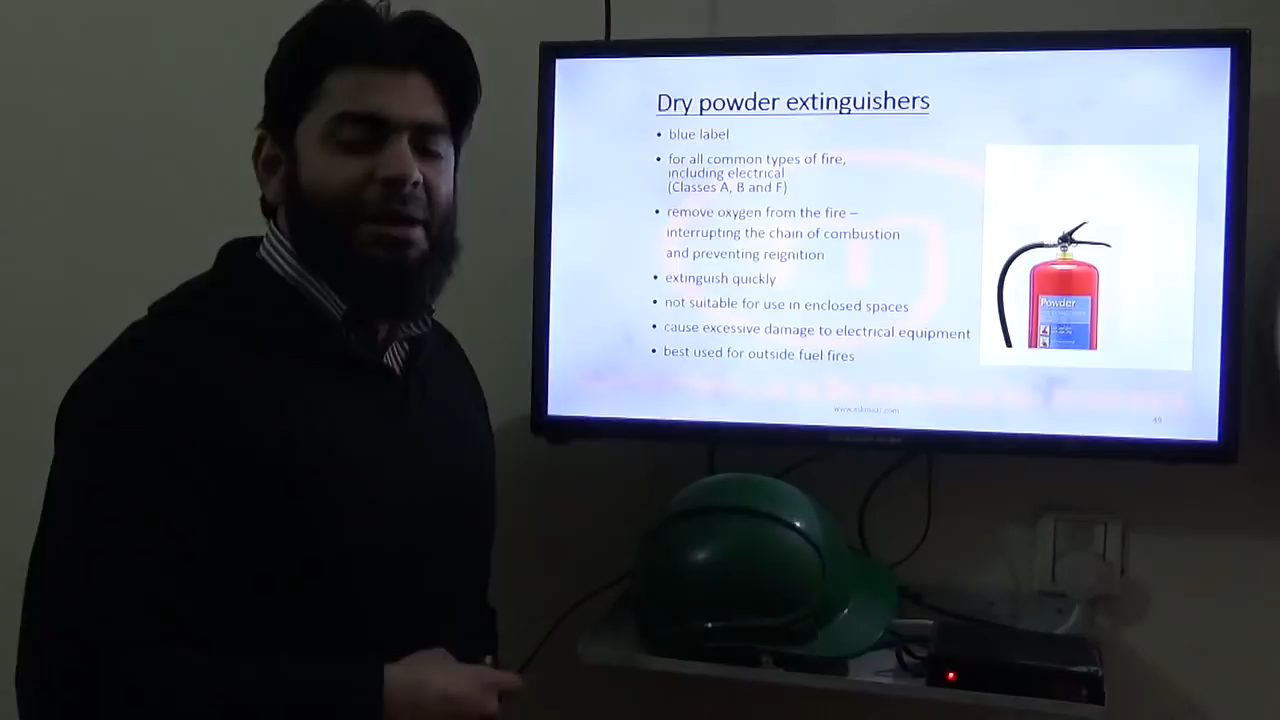 Dry powder extinguishers
• blue label
• for all common types of fire,
including electrical
(Classes A, B and F)
• remove oxygen from the fire –
interrupting the chain of combustion
and preventing reignition
• extinguish quickly
• not suitable for use in enclosed spaces
• cause excessive damage to electrical equipment
• best used for outside fuel fires
Powder